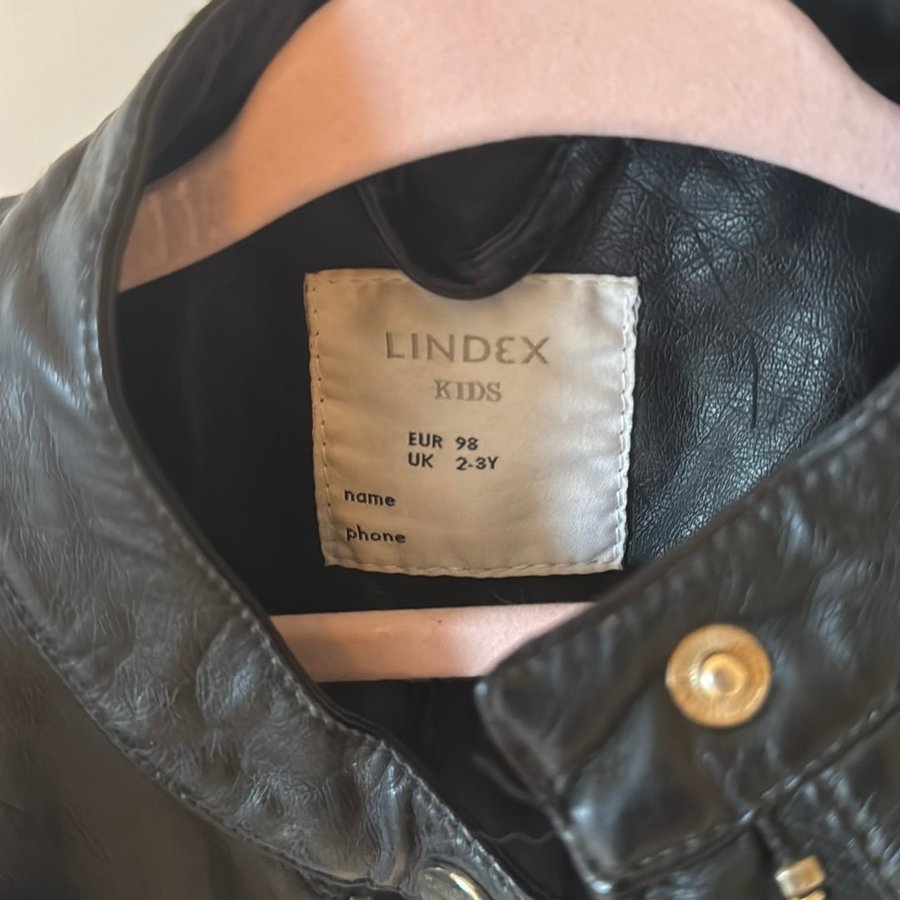 LINDEX
KIDS
EUR 98
UK 2-3Y
name
phone